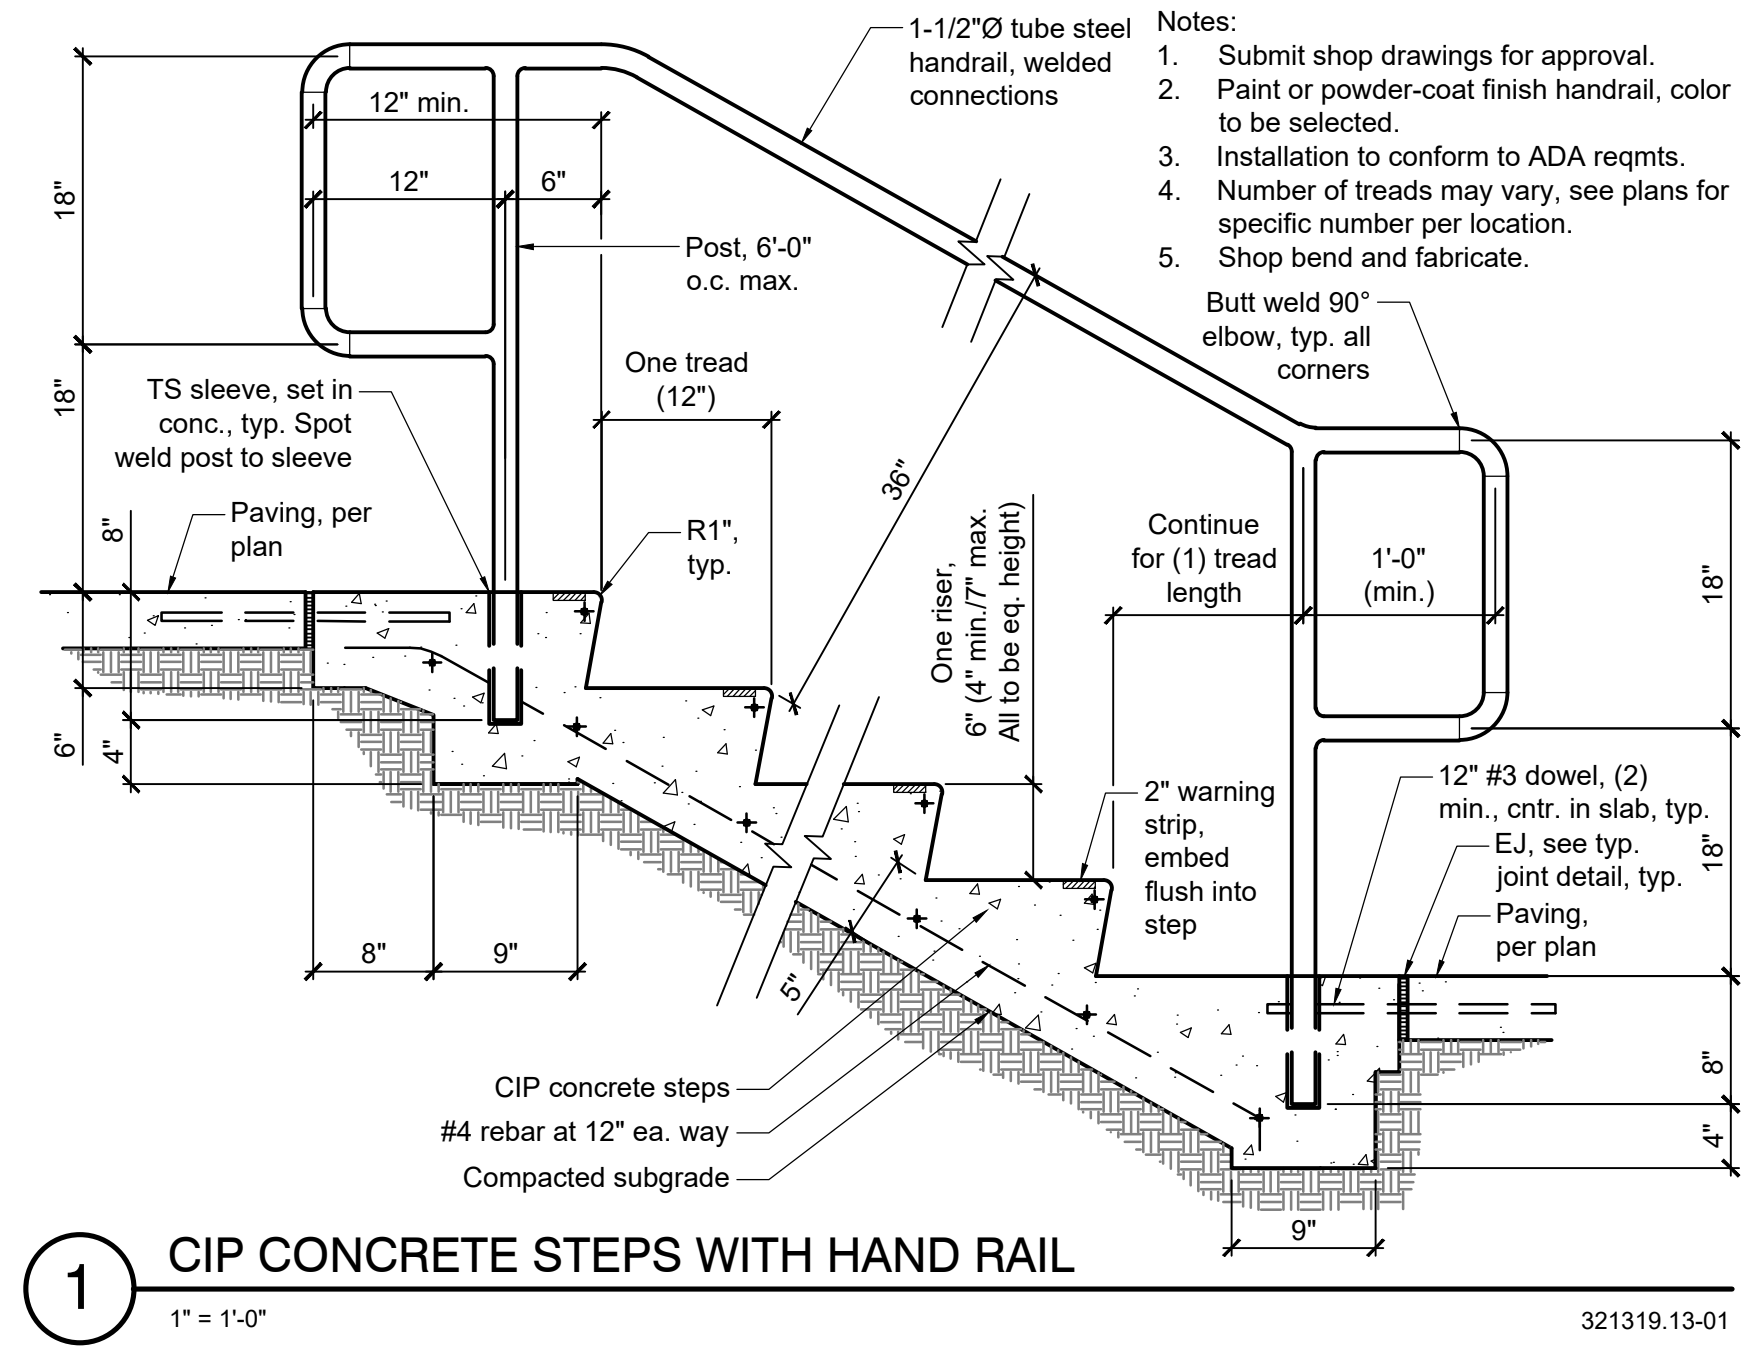 1-1/2"Ø tube steel
handrail, welded
connections
Notes:
1. Submit shop drawings for approval.
2. Paint or powder-coat finish handrail, color
to be selected.
3. Installation to conform to ADA reqmts.
4. Number of treads may vary, see plans for
specific number per location.
5. Shop bend and fabricate.
12" min.
12"
6"
18"
18"
Post, 6'-0"
o.c. max.
Butt weld 90°
elbow, typ. all
corners
One tread
(12")
TS sleeve, set in
conc., typ. Spot
weld post to sleeve
36"
Paving, per
plan
8"
R1",
typ.
One riser,
6" (4" min./7" max.
All to be eq. height)
Continue
for (1) tread
length
1'-0"
(min.)
18"
18"
6"
4"
2" warning
strip,
embed
flush into
step
12" #3 dowel, (2)
min., cntr. in slab, typ.
EJ, see typ.
joint detail, typ.
Paving,
per plan
8"
9"
5"
8"
4"
CIP concrete steps
#4 rebar at 12" ea. way
Compacted subgrade
9"
1
CIP CONCRETE STEPS WITH HAND RAIL
1" = 1'-0"
321319.13-01